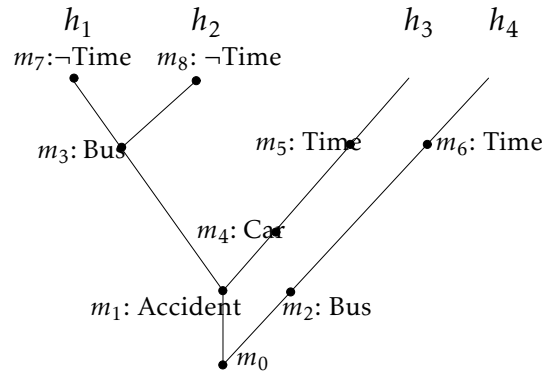 h₁ h₂ h₃ h₄
m₇:¬Time m₈: ¬Time
m₃: Bus m₅: Time m₆: Time
m₄: Car
m₁: Accident m₂: Bus
m₀